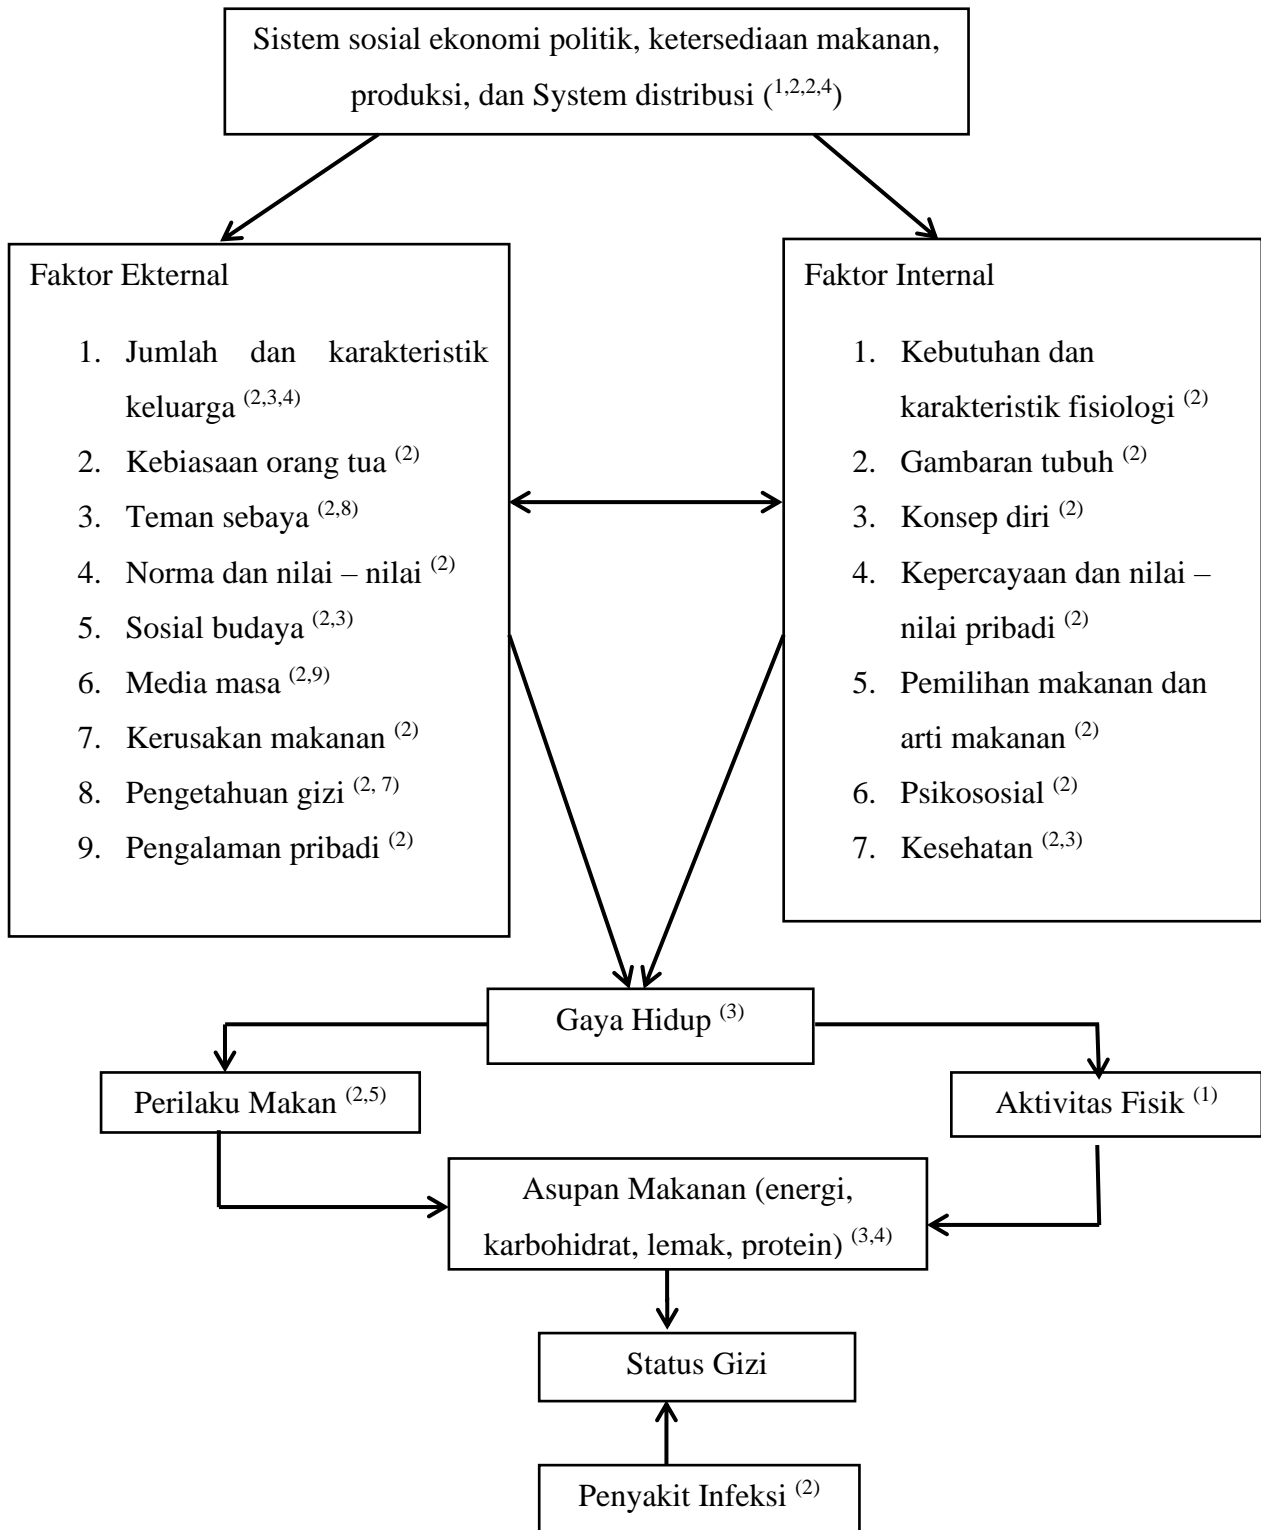 Sistem sosial ekonomi politik, ketersediaan makanan,
produksi, dan System distribusi (1,2,2,4)
Faktor Ekternal
1. Jumlah dan karakteristik
keluarga (2,3,4)
2. Kebiasaan orang tua (2)
3. Teman sebaya (2,8)
4. Norma dan nilai – nilai (2)
5. Sosial budaya (2,3)
6. Media masa (2,9)
7. Kerusakan makanan (2)
8. Pengetahuan gizi (2, 7)
9. Pengalaman pribadi (2)
Faktor Internal
1. Kebutuhan dan
karakteristik fisiologi (2)
2. Gambaran tubuh (2)
3. Konsep diri (2)
4. Kepercayaan dan nilai –
nilai pribadi (2)
5. Pemilihan makanan dan
arti makanan (2)
6. Psikososial (2)
7. Kesehatan (2,3)
Gaya Hidup (3)
Perilaku Makan (2,5)
Aktivitas Fisik (1)
Asupan Makanan (energi,
karbohidrat, lemak, protein) (3,4)
Status Gizi
Penyakit Infeksi (2)